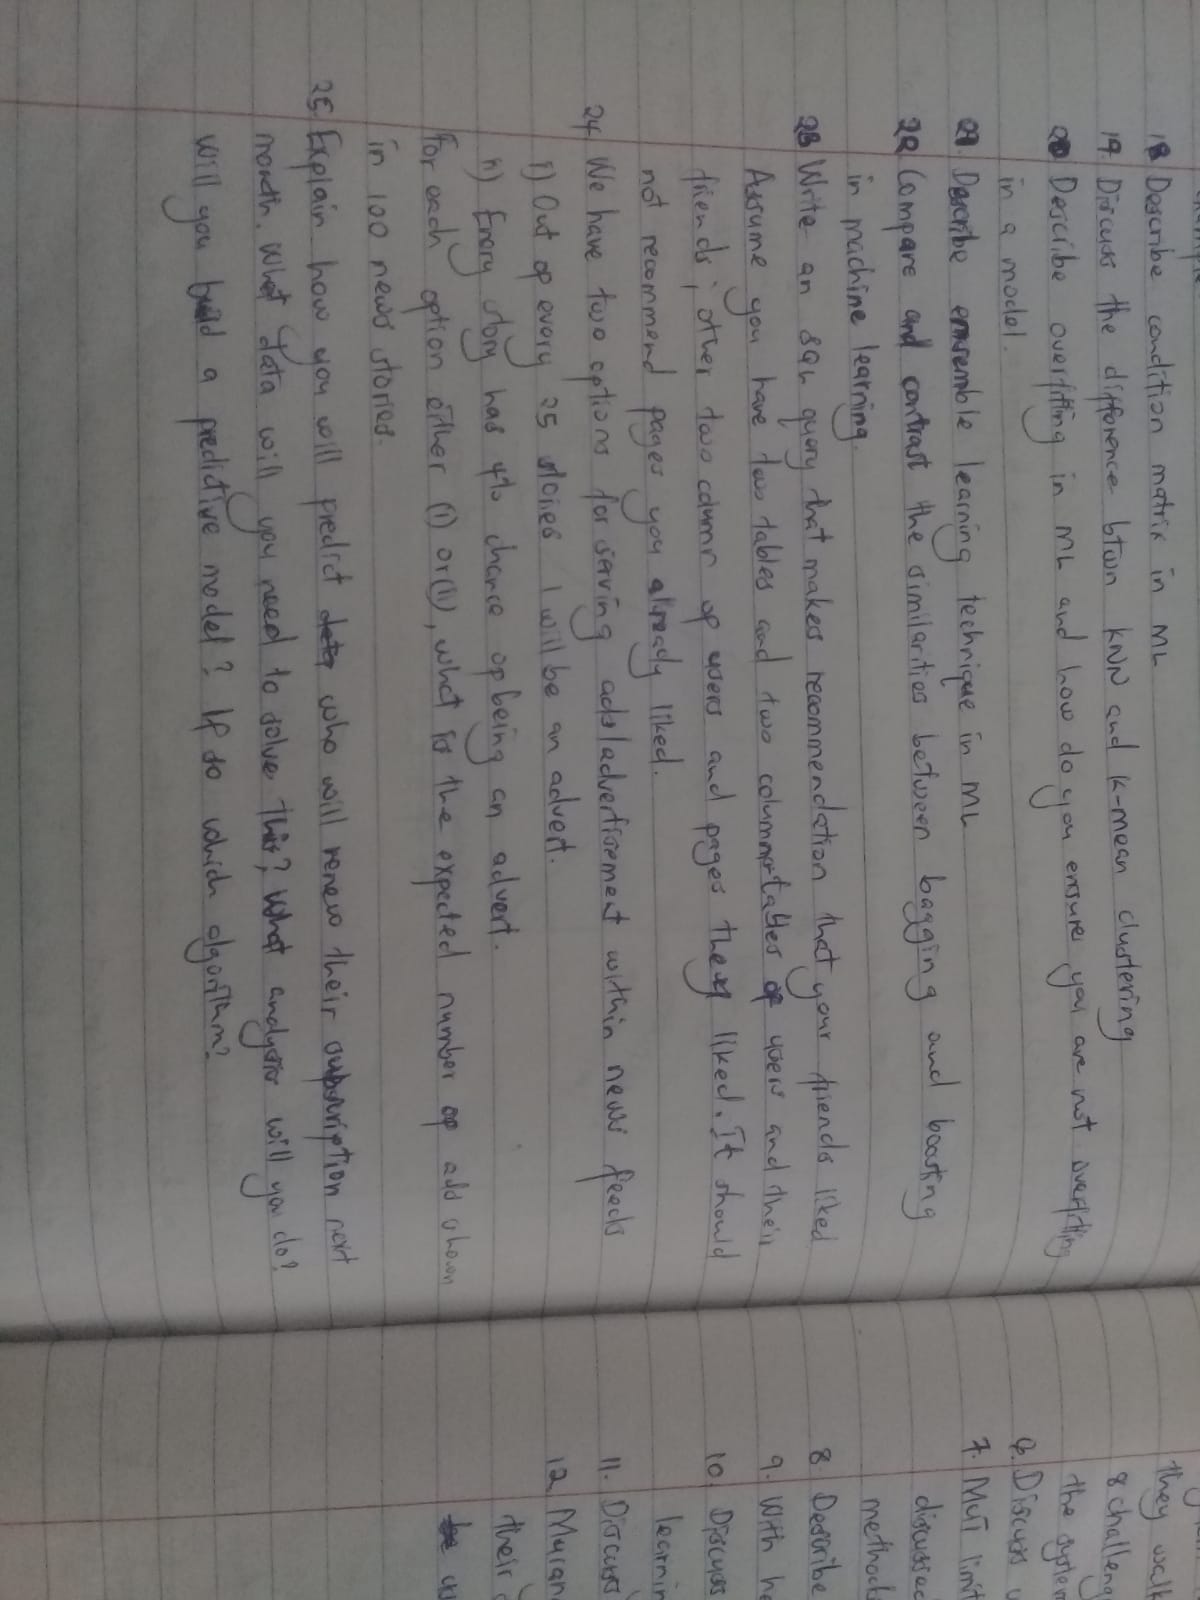 18 Describe condition matrix in ML
19. Discuss the difference btwn KNN and K-mean clustering
20 Describe overfitting in ML and how do you ensure you are not overfitting
in a model.
21. Describe ensemble learning technique in ML
22 Compare and contrast the similarities between bagging and boosting
in machine learning.
23 Write an SQL query that makes recommendation that your friends liked
Assume you have two tables and two column of users and their
friends; other two column of users and pages they liked. It should
not recommend pages you already liked.
24 We have two options for serving ads/advertisement within news feeds
i) Out of every 25 stories 1 will be an advert.
ii) Every story has 4% chance of being an advert.
For each option either (i) or (ii), what is the expected number of add shown
in 100 news stories.
25. Explain how you will predict who will renew their subscription next
month. What data will you need to solve this? What analysis will you do?
Will you build a predictive model? If so which algorithm?
they walk
8 challeng
the system
Discuss
7. MUT limit
discussed
method
8 Describe
9. With he
10 Discuss
learnin
11. Discuss
12 Muran
their
be